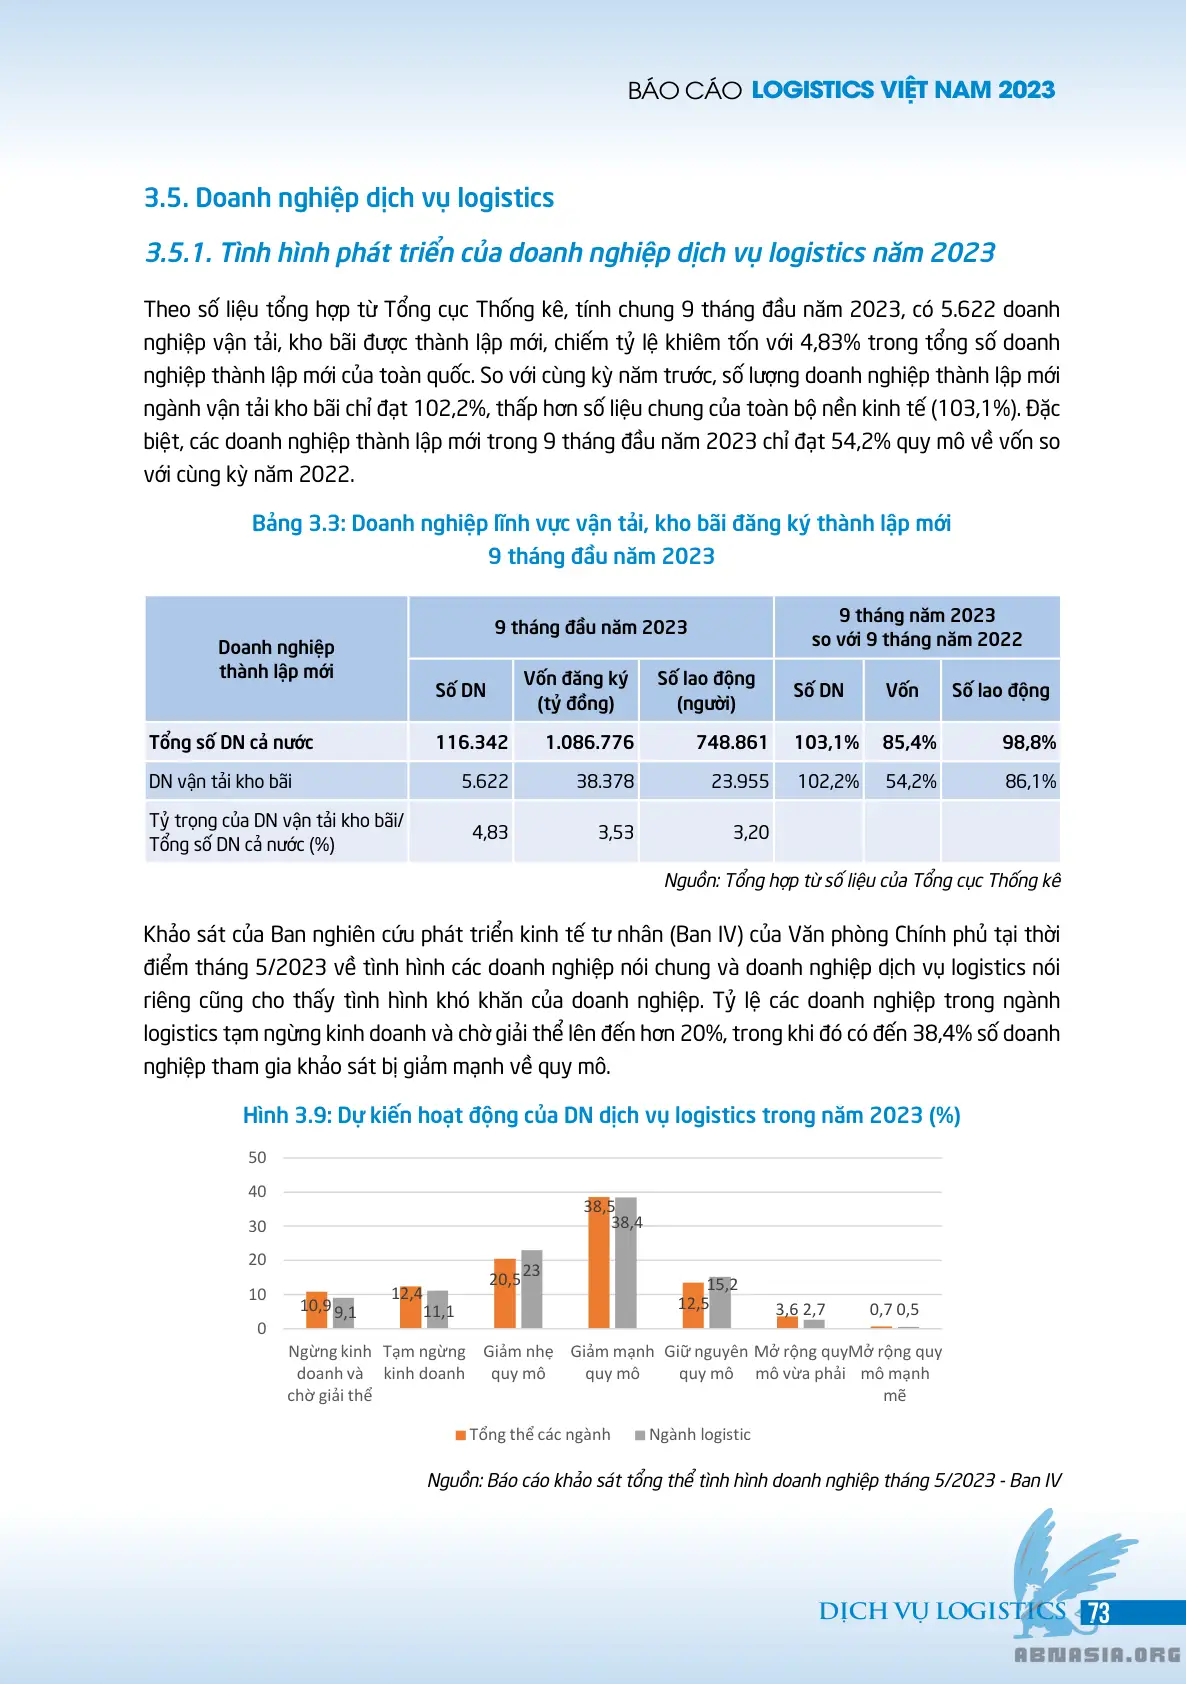 BÁO CÁO LOGISTICS VIỆT NAM 2023
3.5. Doanh nghiệp dịch vụ logistics
3.5.1. Tình hình phát triển của doanh nghiệp dịch vụ logistics năm 2023
Theo số liệu tổng hợp từ Tổng cục Thống kê, tính chung 9 tháng đầu năm 2023, có 5.622 doanh
nghiệp vận tải, kho bãi được thành lập mới, chiếm tỷ lệ khiêm tốn với 4,83% trong tổng số doanh
nghiệp thành lập mới của toàn quốc. So với cùng kỳ năm trước, số lượng doanh nghiệp thành lập mới
ngành vận tải kho bãi chỉ đạt 102,2%, thấp hơn số liệu chung của toàn bộ nền kinh tế (103,1%). Đặc
biệt, các doanh nghiệp thành lập mới trong 9 tháng đầu năm 2023 chỉ đạt 54,2% quy mô về vốn so
với cùng kỳ năm 2022.
Bảng 3.3: Doanh nghiệp lĩnh vực vận tải, kho bãi đăng ký thành lập mới
9 tháng đầu năm 2023
Doanh nghiệp
thành lập mới
9 tháng đầu năm 2023
9 tháng năm 2023
so với 9 tháng năm 2022
Số DN
Vốn đăng ký
(tỷ đồng)
Số lao động
(người)
Số DN
Vốn
Số lao động
Tổng số DN cả nước 116.342 1.086.776 748.861 103,1% 85,4% 98,8%
DN vận tải kho bãi 5.622 38.378 23.955 102,2% 54,2% 86,1%
Tỷ trọng của DN vận tải kho bãi/
Tổng số DN cả nước (%)
4,83 3,53 3,20
Nguồn: Tổng hợp từ số liệu của Tổng cục Thống kê
Khảo sát của Ban nghiên cứu phát triển kinh tế tư nhân (Ban IV) của Văn phòng Chính phủ tại thời
điểm tháng 5/2023 về tình hình các doanh nghiệp nói chung và doanh nghiệp dịch vụ logistics nói
riêng cũng cho thấy tình hình khó khăn của doanh nghiệp. Tỷ lệ các doanh nghiệp trong ngành
logistics tạm ngừng kinh doanh và chờ giải thể lên đến hơn 20%, trong khi đó có đến 38,4% số doanh
nghiệp tham gia khảo sát bị giảm mạnh về quy mô.
Hình 3.9: Dự kiến hoạt động của DN dịch vụ logistics trong năm 2023 (%)
50
40
30
20
10
0
10,9 9,1
12,4 11,1
20,5 23
38,5 38,4
12,5 15,2
3,6 2,7
0,7 0,5
Ngừng kinh
doanh và
chờ giải thể
Tạm ngừng
kinh doanh
Giảm nhẹ
quy mô
Giảm mạnh
quy mô
Giữ nguyên
quy mô
Mở rộng quy
mô vừa phải
Mở rộng quy
mô mạnh
mẽ
Tổng thể các ngành Ngành logistic
Nguồn: Báo cáo khảo sát tổng thể tình hình doanh nghiệp tháng 5/2023 - Ban IV
DỊCH VỤ LOGISTICS 73
ABNASIA.ORG